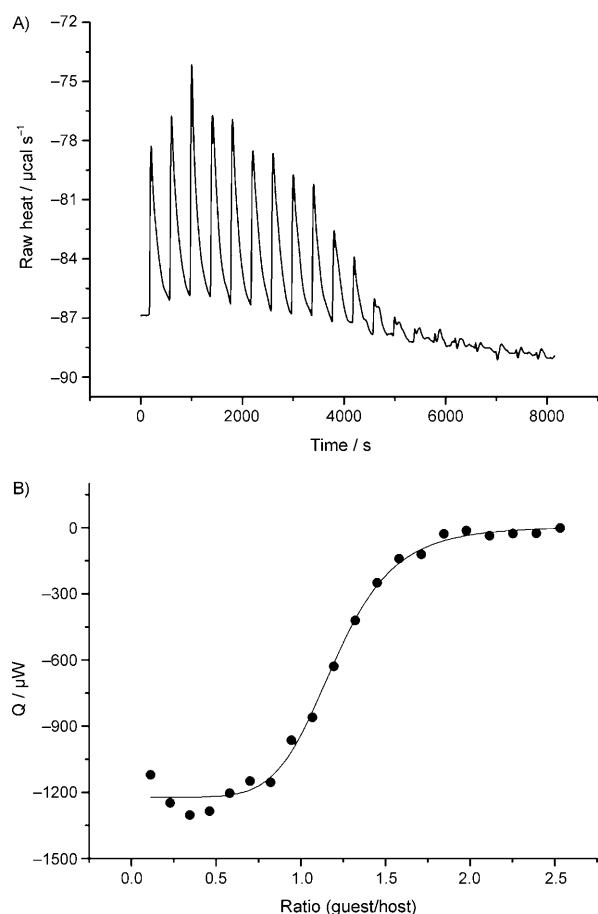 A)
−72
−75
−78
−81
−84
−87
−90
Raw heat / µcal s⁻¹
0 2000 4000 6000 8000
Time / s
B)
0
−300
−600
−900
−1200
−1500
Q / µW
0.0 0.5 1.0 1.5 2.0 2.5
Ratio (guest/host)